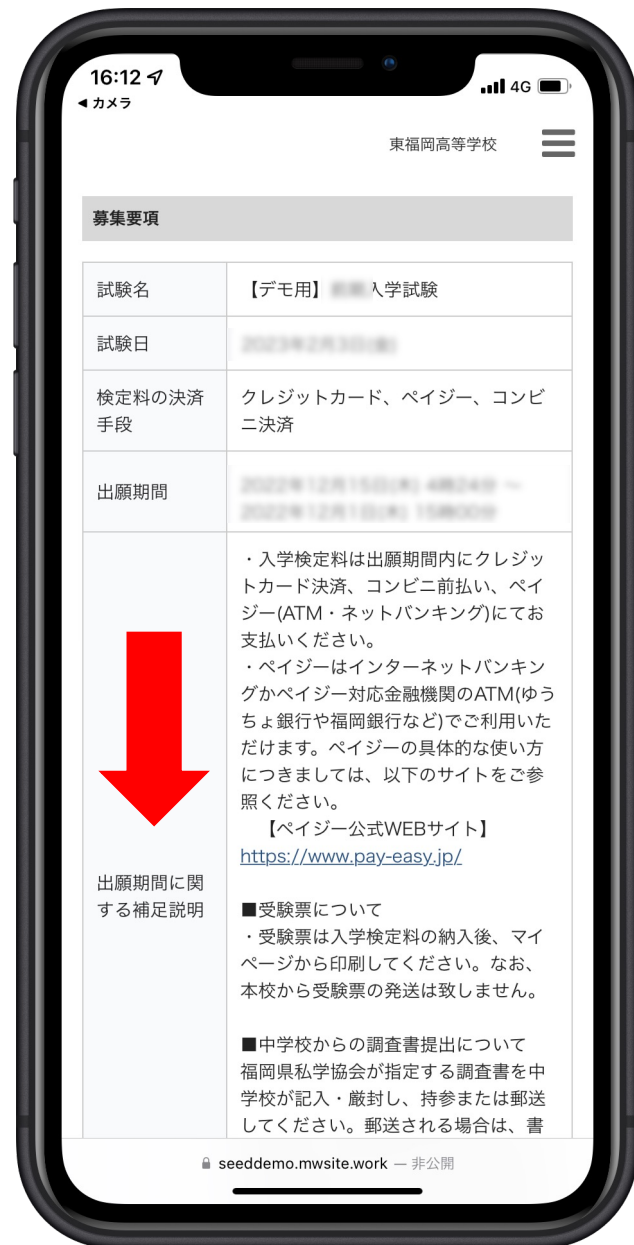 16:12
4G
◀ カメラ
東福岡高等学校
募集要項
試験名
【デモ用】 入学試験
試験日
検定料の決済
手段
クレジットカード、ペイジー、コンビ
ニ決済
出願期間
出願期間に関
する補足説明
・入学検定料は出願期間内にクレジッ
トカード決済、コンビニ前払い、ペイ
ジー(ATM・ネットバンキング)にてお
支払いください。
・ペイジーはインターネットバンキン
グかペイジー対応金融機関のATM(ゆう
ちょ銀行や福岡銀行など)でご利用いた
だけます。ペイジーの具体的な使い方
につきましては、以下のサイトをご参
照ください。
【ペイジー公式WEBサイト】
https://www.pay-easy.jp/
■受験票について
・受験票は入学検定料の納入後、マイ
ページから印刷してください。なお、
本校から受験票の発送は致しません。
■中学校からの調査書提出について
福岡県私学協会が指定する調査書を中
学校が記入・厳封し、持参または郵送
してください。郵送される場合は、書
seeddemo.mwsite.work — 非公開